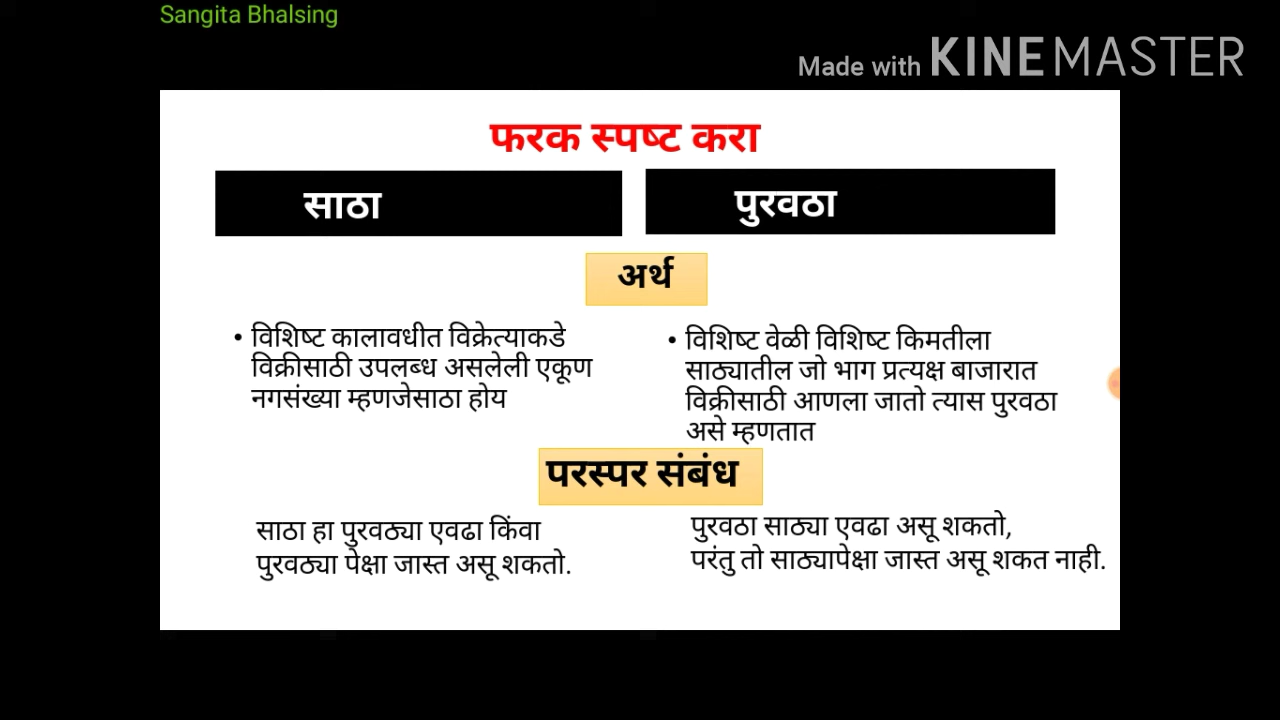 Sangita Bhalsing
Made with KINEMASTER
फरक स्पष्ट करा
साठा
पुरवठा
अर्थ
• विशिष्ट कालावधीत विक्रेत्याकडे
विक्रीसाठी उपलब्ध असलेली एकूण
नगसंख्या म्हणजेसाठा होय
• विशिष्ट वेळी विशिष्ट किमतीला
साठ्यातील जो भाग प्रत्यक्ष बाजारात
विक्रीसाठी आणला जातो त्यास पुरवठा
असे म्हणतात
परस्पर संबंध
साठा हा पुरवठ्या एवढा किंवा
पुरवठ्या पेक्षा जास्त असू शकतो.
पुरवठा साठ्या एवढा असू शकतो,
परंतु तो साठ्यापेक्षा जास्त असू शकत नाही.